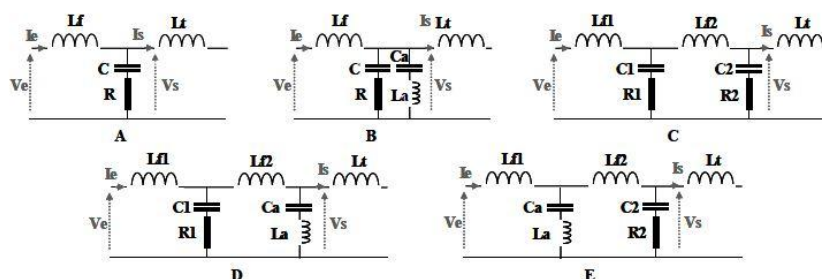 Lf Lt Lf Lt Lf1 Lf2 Lt
Ie Is Ie Is Ie Is
Ve C Vs Ve C Ca Vs Ve C1 C2 Vs
R R La R1 R2
A B C
Lf1 Lf2 Lt Lf1 Lf2 Lt
Ie Is Ie Is
Ve C1 Ca Vs Ve Ca C2 Vs
R1 La La R2
D E